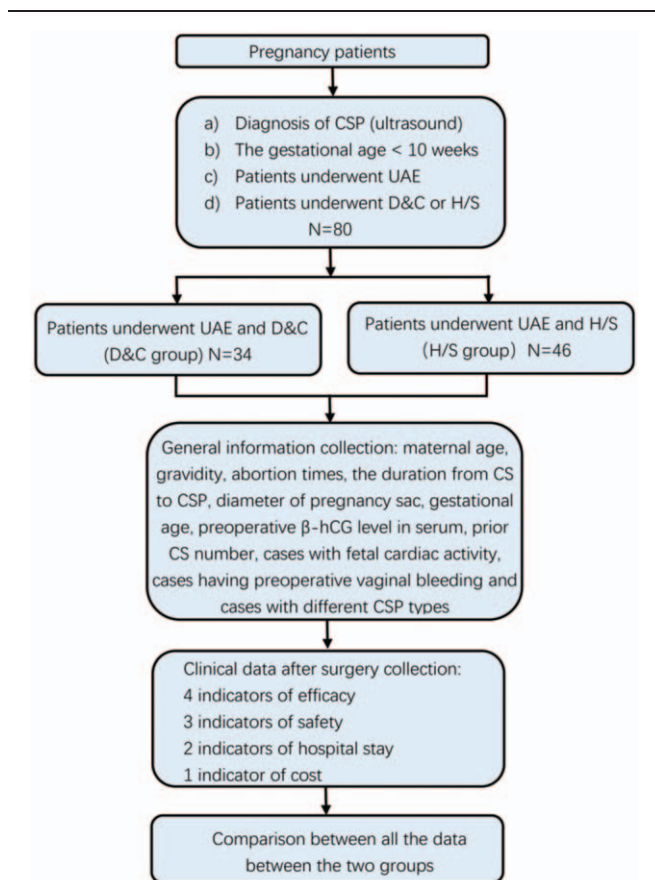 Pregnancy patients
a) Diagnosis of CSP (ultrasound)
b) The gestational age < 10 weeks
c) Patients underwent UAE
d) Patients underwent D&C or H/S
N=80
Patients underwent UAE and D&C
(D&C group) N=34
Patients underwent UAE and H/S
(H/S group) N=46
General information collection: maternal age,
gravidity, abortion times, the duration from CS
to CSP, diameter of pregnancy sac, gestational
age, preoperative β-hCG level in serum, prior
CS number, cases with fetal cardiac activity,
cases having preoperative vaginal bleeding and
cases with different CSP types
Clinical data after surgery collection:
4 indicators of efficacy
3 indicators of safety
2 indicators of hospital stay
1 indicator of cost
Comparison between all the data
between the two groups